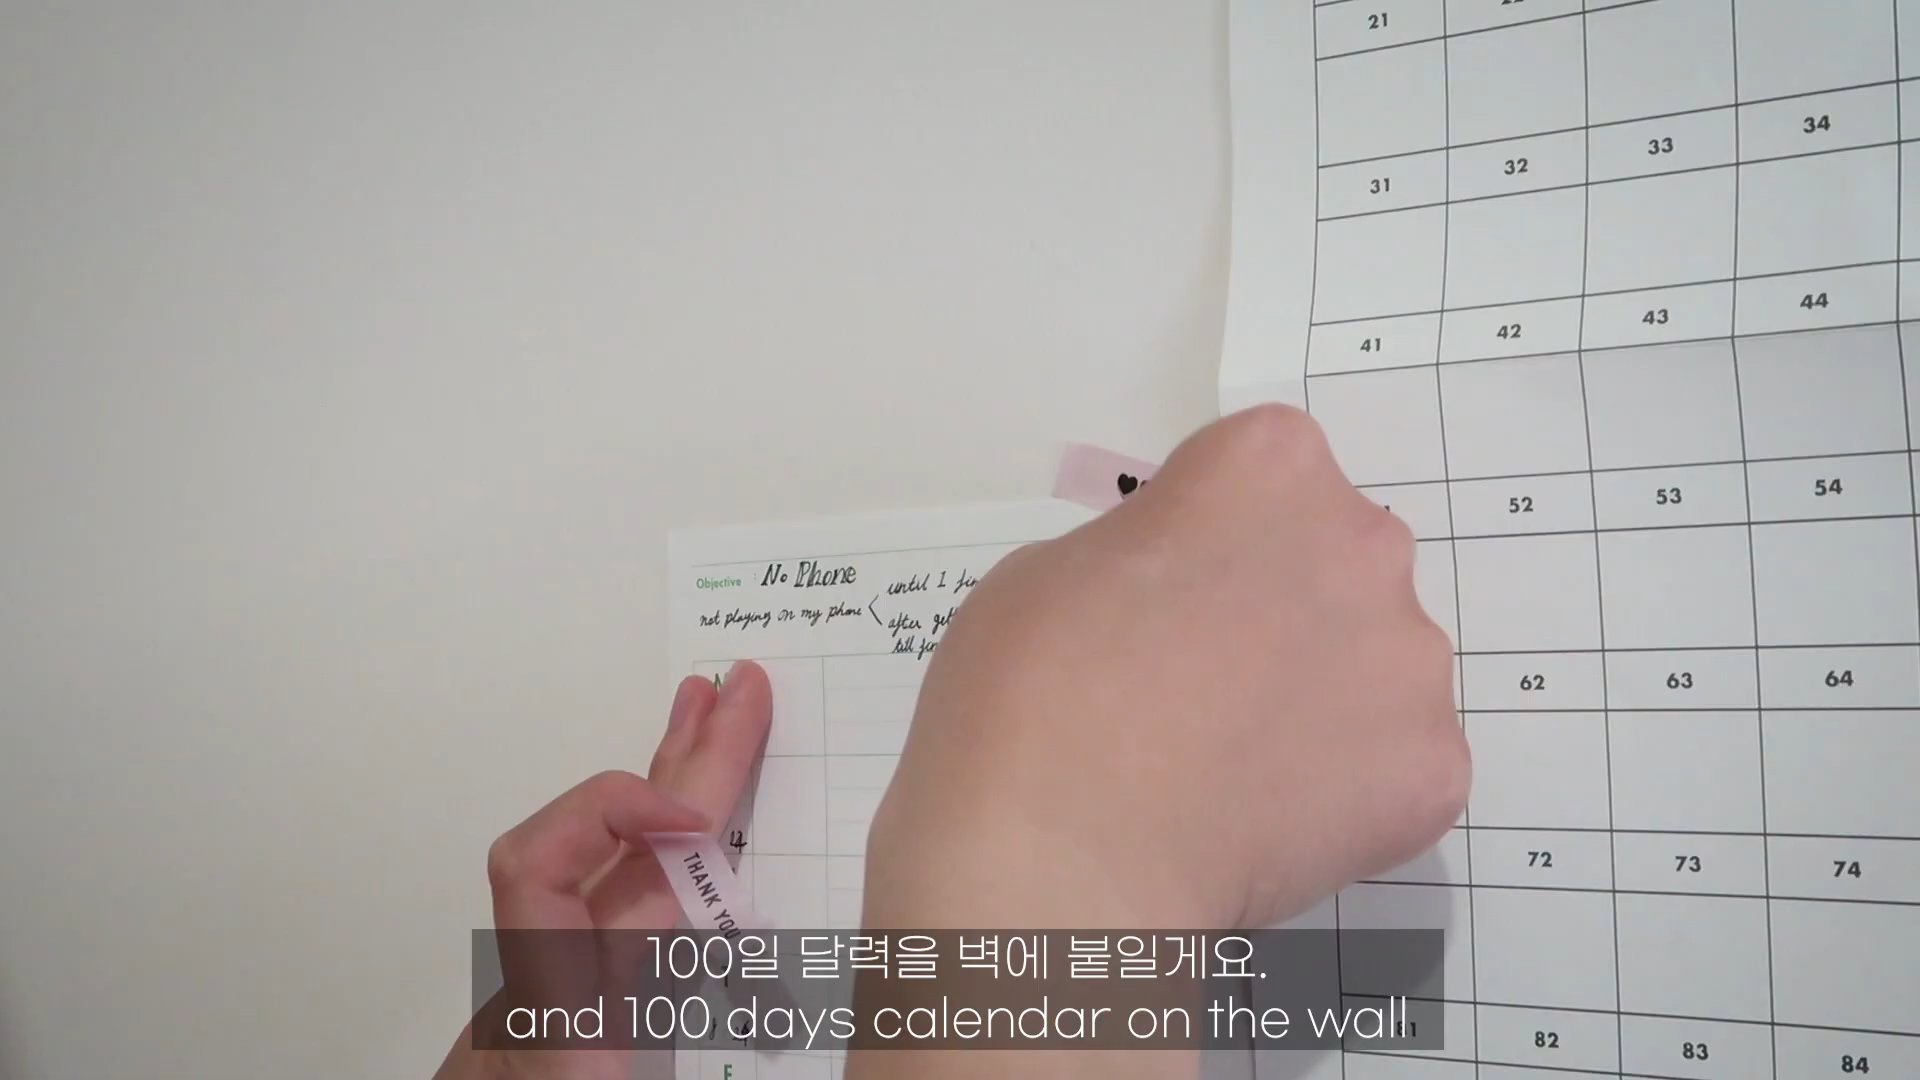 21
31 32 33 34
41 42 43 44
52 53 54
62 63 64
72 73 74
81 82 83 84
Objective : No Phone
not playing on my phone < until I
after
till
THANK YOU
F
100일 달력을 벽에 붙일게요.
and 100 days calendar on the wall